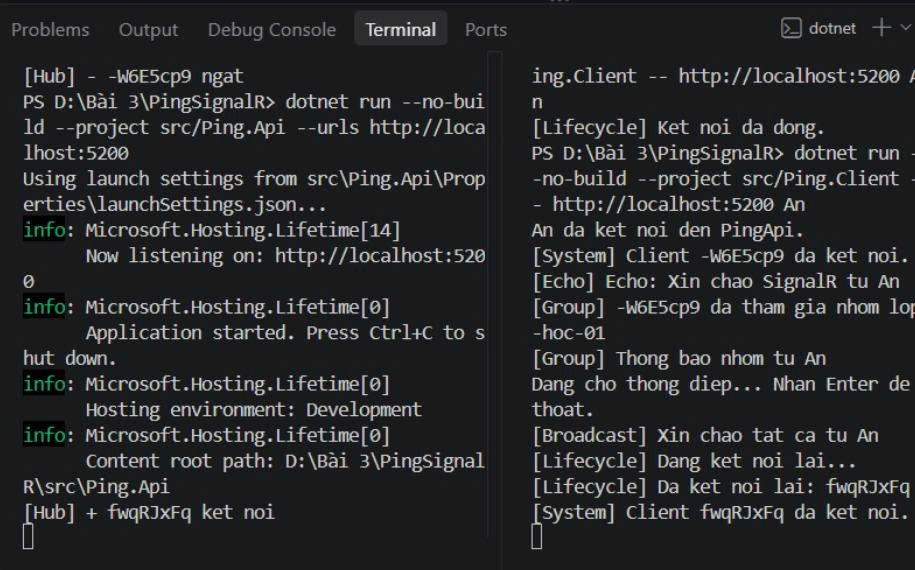 Problems Output Debug Console Terminal Ports dotnet
[Hub] - -W6E5cp9 ngat
PS D:\Bài 3\PingSignalR> dotnet run --no-bui
ld --project src/Ping.Api --urls http://loca
lhost:5200
Using launch settings from src\Ping.Api\Prop
erties\launchSettings.json...
info: Microsoft.Hosting.Lifetime[14]
Now listening on: http://localhost:520
0
info: Microsoft.Hosting.Lifetime[0]
Application started. Press Ctrl+C to s
hut down.
info: Microsoft.Hosting.Lifetime[0]
Hosting environment: Development
info: Microsoft.Hosting.Lifetime[0]
Content root path: D:\Bài 3\PingSignal
R\src\Ping.Api
[Hub] + fwqRJxFq ket noi
ing.Client -- http://localhost:5200 A
n
[Lifecycle] Ket noi da dong.
PS D:\Bài 3\PingSignalR> dotnet run -
-no-build --project src/Ping.Client -
- http://localhost:5200 An
An da ket noi den PingApi.
[System] Client -W6E5cp9 da ket noi.
[Echo] Echo: Xin chao SignalR tu An
[Group] -W6E5cp9 da tham gia nhom lop
-hoc-01
[Group] Thong bao nhom tu An
Dang cho thong diep... Nhan Enter de
thoat.
[Broadcast] Xin chao tat ca tu An
[Lifecycle] Dang ket noi lai...
[Lifecycle] Da ket noi lai: fwqRJxFq
[System] Client fwqRJxFq da ket noi.